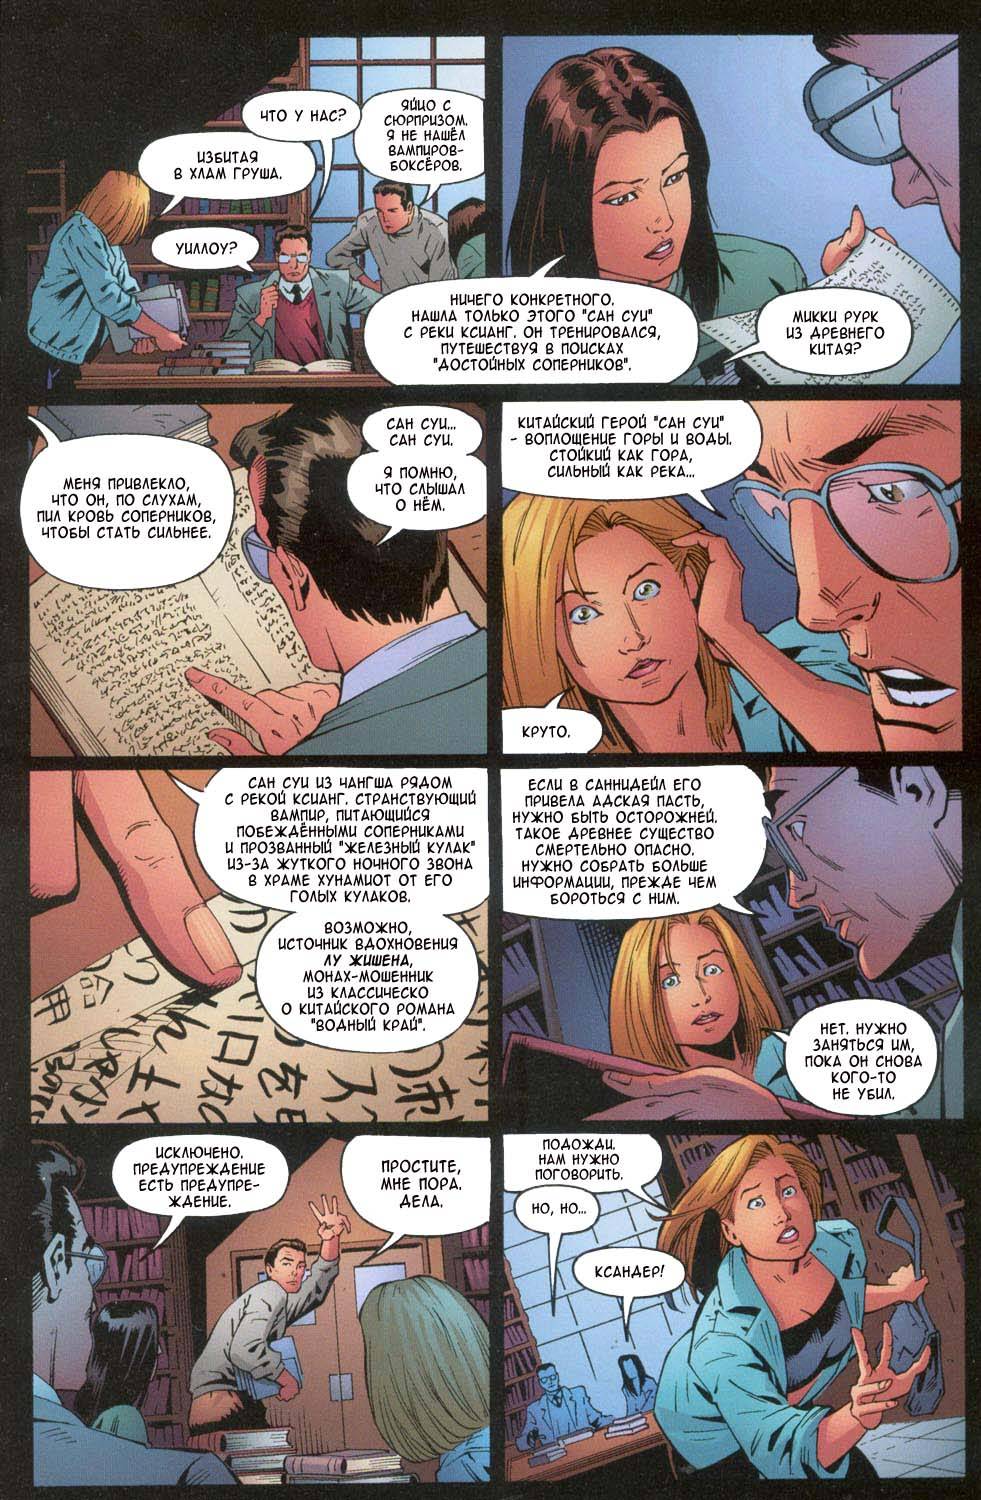 ЧТО У НАС?
ЯЙЦО С
СЮРПРИЗОМ.
Я НЕ НАШЁЛ
ВАМПИРОВ-
БОКСЁРОВ.
ИЗБИТАЯ
В ХЛАМ ГРУША.
УИЛЛОУ?
НИЧЕГО КОНКРЕТНОГО.
НАШЛА ТОЛЬКО ЭТОГО "САН СУИ"
С РЕКИ КСИАНГ. ОН ТРЕНИРОВАЛСЯ,
ПУТЕШЕСТВУЯ В ПОИСКАХ
"ДОСТОЙНЫХ СОПЕРНИКОВ".
МИККИ РУРК
ИЗ ДРЕВНЕГО
КИТАЯ?
МЕНЯ ПРИВЛЕКЛО,
ЧТО ОН, ПО СЛУХАМ,
ПИЛ КРОВЬ СОПЕРНИКОВ,
ЧТОБЫ СТАТЬ СИЛЬНЕЕ.
САН СУИ...
САН СУИ.
Я ПОМНЮ,
ЧТО СЛЫШАЛ
О НЁМ.
КИТАЙСКИЙ ГЕРОЙ "САН СУИ"
- ВОПЛОЩЕНИЕ ГОРЫ И ВОДЫ.
СТОЙКИЙ КАК ГОРА,
СИЛЬНЫЙ КАК РЕКА...
КРУТО.
САН СУИ ИЗ ЧАНГША РЯДОМ
С РЕКОЙ КСИАНГ. СТРАНСТВУЮЩИЙ
ВАМПИР, ПИТАЮЩИЙСЯ
ПОБЕЖДЁННЫМИ СОПЕРНИКАМИ
И ПРОЗВАННЫЙ "ЖЕЛЕЗНЫЙ КУЛАК"
ИЗ-ЗА ЖУТКОГО НОЧНОГО ЗВОНА
В ХРАМЕ ХУНАМИОТ ОТ ЕГО
ГОЛЫХ КУЛАКОВ.
ВОЗМОЖНО,
ИСТОЧНИК ВДОХНОВЕНИЯ
ЛУ ЖИШЕНА,
МОНАХ-МОШЕННИК
ИЗ КЛАССИЧЕСКО
О КИТАЙСКОГО РОМАНА
"ВОДНЫЙ КРАЙ".
ЕСЛИ В САННИДЕЙЛ ЕГО
ПРИВЕЛА АДСКАЯ ПАСТЬ,
НУЖНО БЫТЬ ОСТОРОЖНЕЙ.
ТАКОЕ ДРЕВНЕЕ СУЩЕСТВО
СМЕРТЕЛЬНО ОПАСНО.
НУЖНО СОБРАТЬ БОЛЬШЕ
ИНФОРМАЦИИ, ПРЕЖДЕ ЧЕМ
БОРОТЬСЯ С НИМ.
НЕТ. НУЖНО
ЗАНЯТЬСЯ ИМ,
ПОКА ОН СНОВА
КОГО-ТО
НЕ УБИЛ.
ИСКЛЮЧЕНО.
ПРЕДУПРЕЖДЕНИЕ
ЕСТЬ ПРЕДУПРЕ-
ЖДЕНИЕ.
ПРОСТИТЕ,
МНЕ ПОРА.
ДЕЛА.
ПОДОЖДИ.
НАМ НУЖНО
ПОГОВОРИТЬ.
НО, НО...
КСАНДЕР!